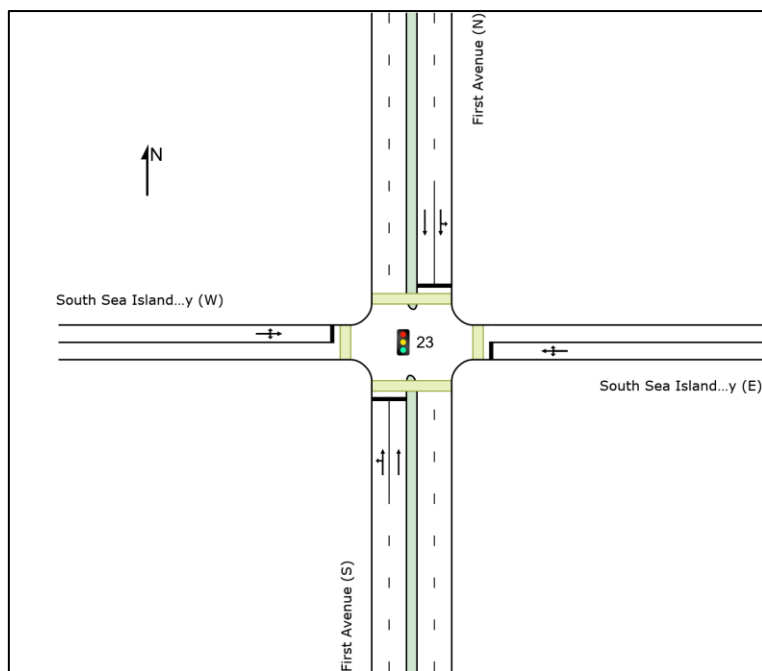 First Avenue (N)
N
South Sea Island...y (W)
23
South Sea Island...y (E)
First Avenue (S)